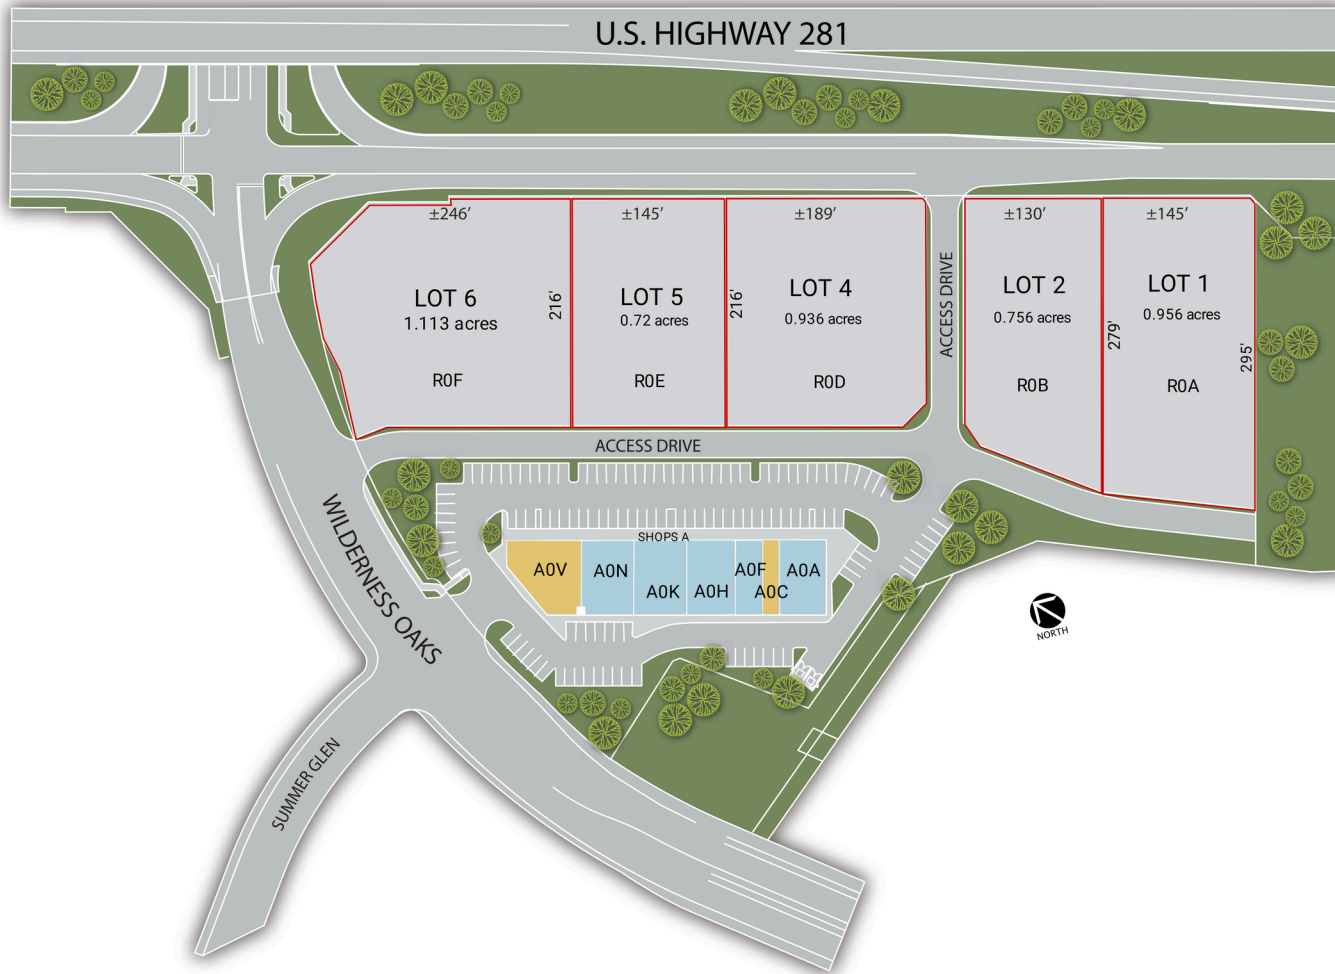 U.S. HIGHWAY 281
±246′
±145′
±189′
±130′
±145′
LOT 6
1.113 acres
R0F
216'
LOT 5
0.72 acres
R0E
216'
LOT 4
0.936 acres
R0D
ACCESS DRIVE
LOT 2
0.756 acres
R0B
279'
LOT 1
0.956 acres
R0A
295'
ACCESS DRIVE
SHOPS A
A0V
A0N
A0K
A0H
A0F
A0C
A0A
WILDERNESS OAKS
SUMMER GLEN
NORTH